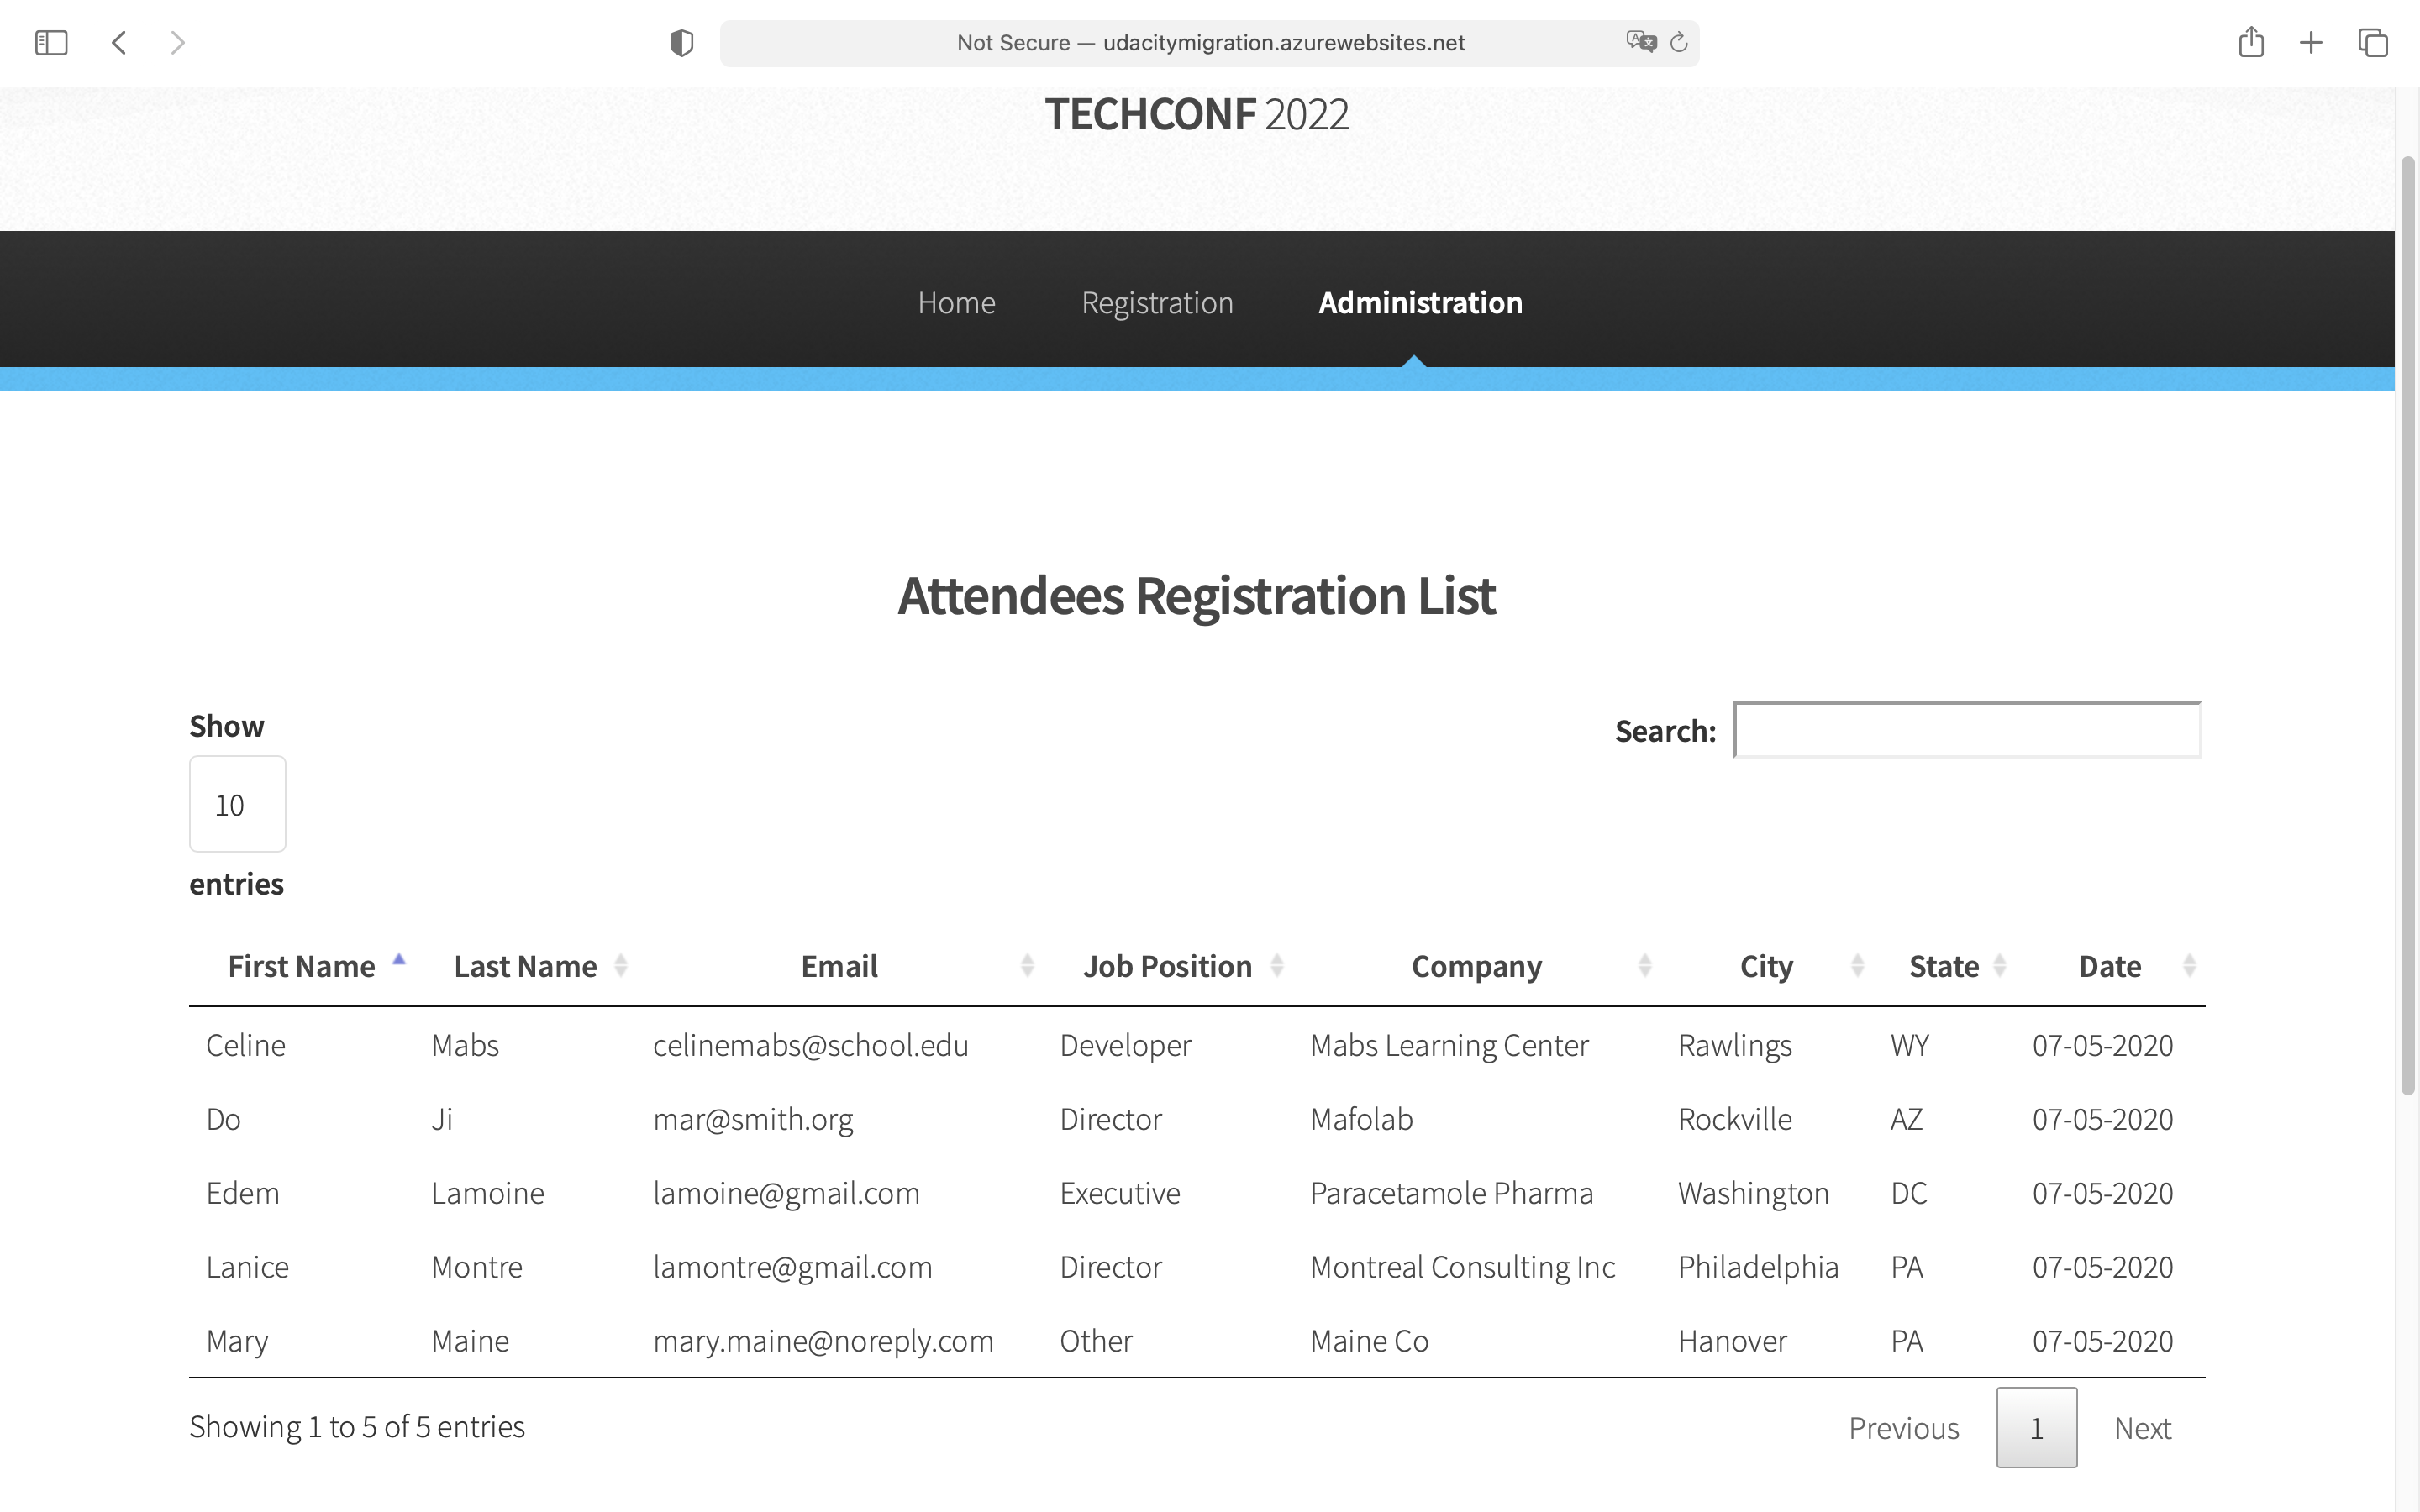 Not Secure — udacitymigration.azurewebsites.net
TECHCONF 2022
Home Registration Administration
Attendees Registration List
Show
Search:
10
entries
First Name Last Name Email Job Position Company City State Date
Celine Mabs celinemabs@school.edu Developer Mabs Learning Center Rawlings WY 07-05-2020
Do Ji mar@smith.org Director Mafolab Rockville AZ 07-05-2020
Edem Lamoine lamoine@gmail.com Executive Paracetamole Pharma Washington DC 07-05-2020
Lanice Montre lamontre@gmail.com Director Montreal Consulting Inc Philadelphia PA 07-05-2020
Mary Maine mary.maine@noreply.com Other Maine Co Hanover PA 07-05-2020
Showing 1 to 5 of 5 entries
Previous 1 Next